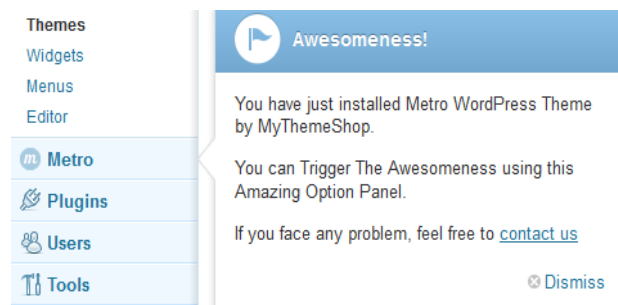 Themes
Widgets
Menus
Editor
Metro
Plugins
Users
Tools
Awesomeness!
You have just installed Metro WordPress Theme
by MyThemeShop.
You can Trigger The Awesomeness using this
Amazing Option Panel.
If you face any problem, feel free to contact us
Dismiss